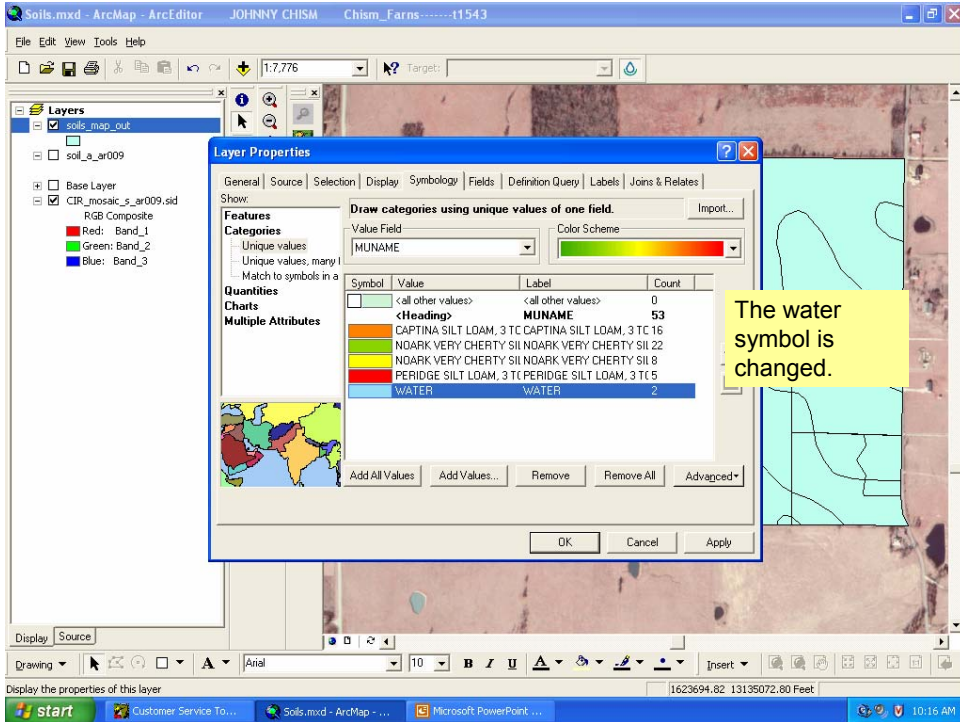 Soils.mxd - ArcMap - ArcEditor JOHNNY CHISM Chism_Farns-------t1543
File Edit View Tools Help
1:7,776 Target:
Layers
soils_map_out
soil_a_ar009
Base Layer
CIR_mosaic_s_ar009.sid
RGB Composite
Red: Band_1
Green: Band_2
Blue: Band_3
Layer Properties
General Source Selection Display Symbology Fields Definition Query Labels Joins & Relates
Show:
Features
Categories
Unique values
Unique values, many
Match to symbols in a
Quantities
Charts
Multiple Attributes
Draw categories using unique values of one field. Import...
Value Field Color Scheme
MUNAME
Symbol Value Label Count
<all other values> <all other values> 0
<Heading> MUNAME 53
CAPTINA SILT LOAM, 3 TC CAPTINA SILT LOAM, 3 TC 16
NOARK VERY CHERTY SIL NOARK VERY CHERTY SIL 22
NOARK VERY CHERTY SIL NOARK VERY CHERTY SIL 8
PERIDGE SILT LOAM, 3 T( PERIDGE SILT LOAM, 3 T( 5
WATER WATER 2
Add All Values Add Values... Remove Remove All Advanced
OK Cancel Apply
The water
symbol is
changed.
Display Source
Drawing A Arial 10 B I U A Insert
Display the properties of this layer 1623694.82 13135072.80 Feet
start Customer Service To... Soils.mxd - ArcMap - ... Microsoft PowerPoint ... 10:16 AM